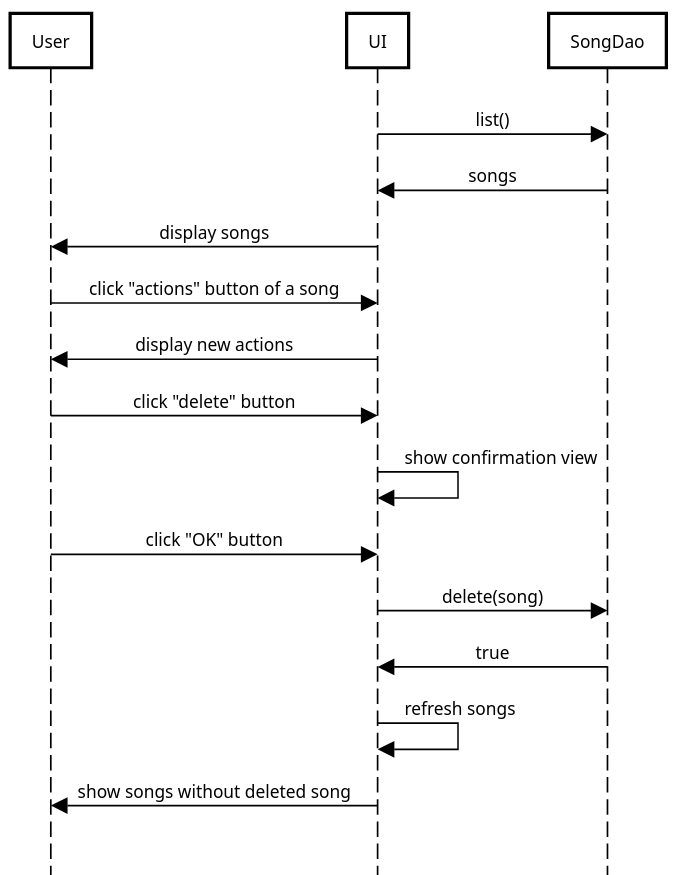 User
UI
SongDao
list()
songs
display songs
click "actions" button of a song
display new actions
click "delete" button
show confirmation view
click "OK" button
delete(song)
true
refresh songs
show songs without deleted song